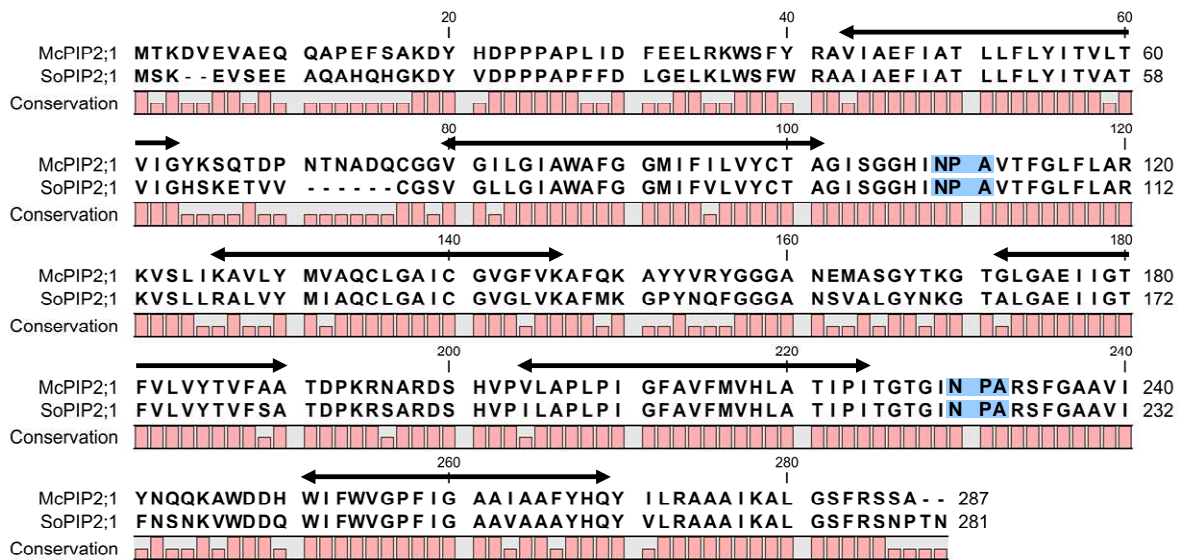 20 40 60
McPIP2;1 MTKDVEVAEQ QAPEFSAKDY HDPPPAPLID FEELRKWSFY RAVIAEFIAT LLFLYITVLT 60
SoPIP2;1 MSK--EVSEE AQAHQHGKDY VDPPPAPFFD LGELKLWSFW RAAIAEFIAT LLFLYITVAT 58
Conservation
80 100 120
McPIP2;1 VIGYKSQTDP NTNADQCGGV GILGIAWAFG GMIFILVYCT AGISGGHINP AVTFGLFLAR 120
SoPIP2;1 VIGHSKETVV ------CGSV GLLGIAWAFG GMIFVLVYCT AGISGGHINP AVTFGLFLAR 112
Conservation
140 160 180
McPIP2;1 KVSLIKAVLY MVAQCLGAIC GVGFVKAFQK AYYVRYGGGA NEMASGYTKG TGLGAEIIGT 180
SoPIP2;1 KVSLLRALVY MIAQCLGAIC GVGLVKAFMK GPYNQFGGGA NSVALGYNKG TALGAEIIGT 172
Conservation
200 220 240
McPIP2;1 FVLVYTVFAA TDPKRNARDS HVPVLAPLPI GFAVFMVHLA TIPITGTGIN PARSFGAAVI 240
SoPIP2;1 FVLVYTVFSA TDPKRSARDS HVPILAPLPI GFAVFMVHLA TIPITGTGIN PARSFGAAVI 232
Conservation
260 280
McPIP2;1 YNQQKAWDDH WIFWVGPFIG AAIAAFYHQY ILRAAAIKAL GSFRSSA-- 287
SoPIP2;1 FNSNKVWDDQ WIFWVGPFIG AAVAAAYHQY VLRAAAIKAL GSFRSNPTN 281
Conservation